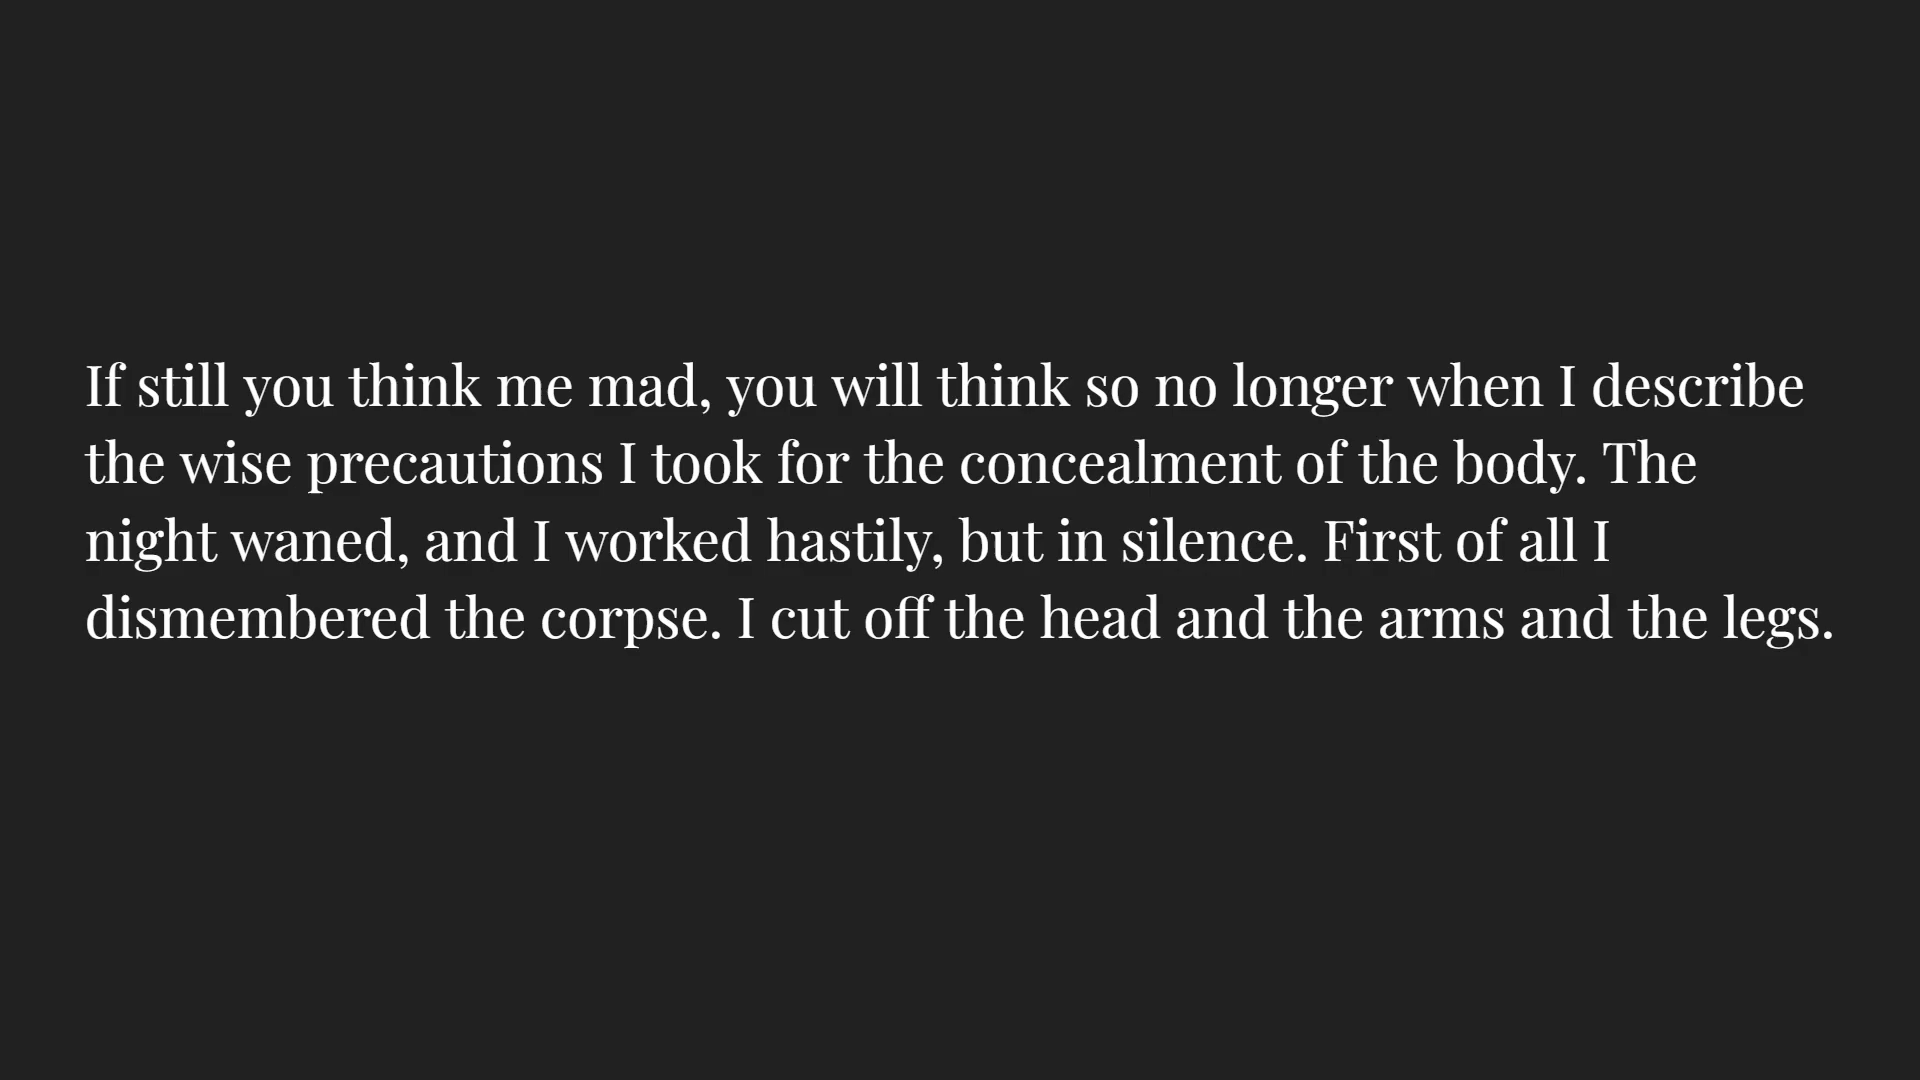 If still you think me mad, you will think so no longer when I describe
the wise precautions I took for the concealment of the body. The
night waned, and I worked hastily, but in silence. First of all I
dismembered the corpse. I cut off the head and the arms and the legs.